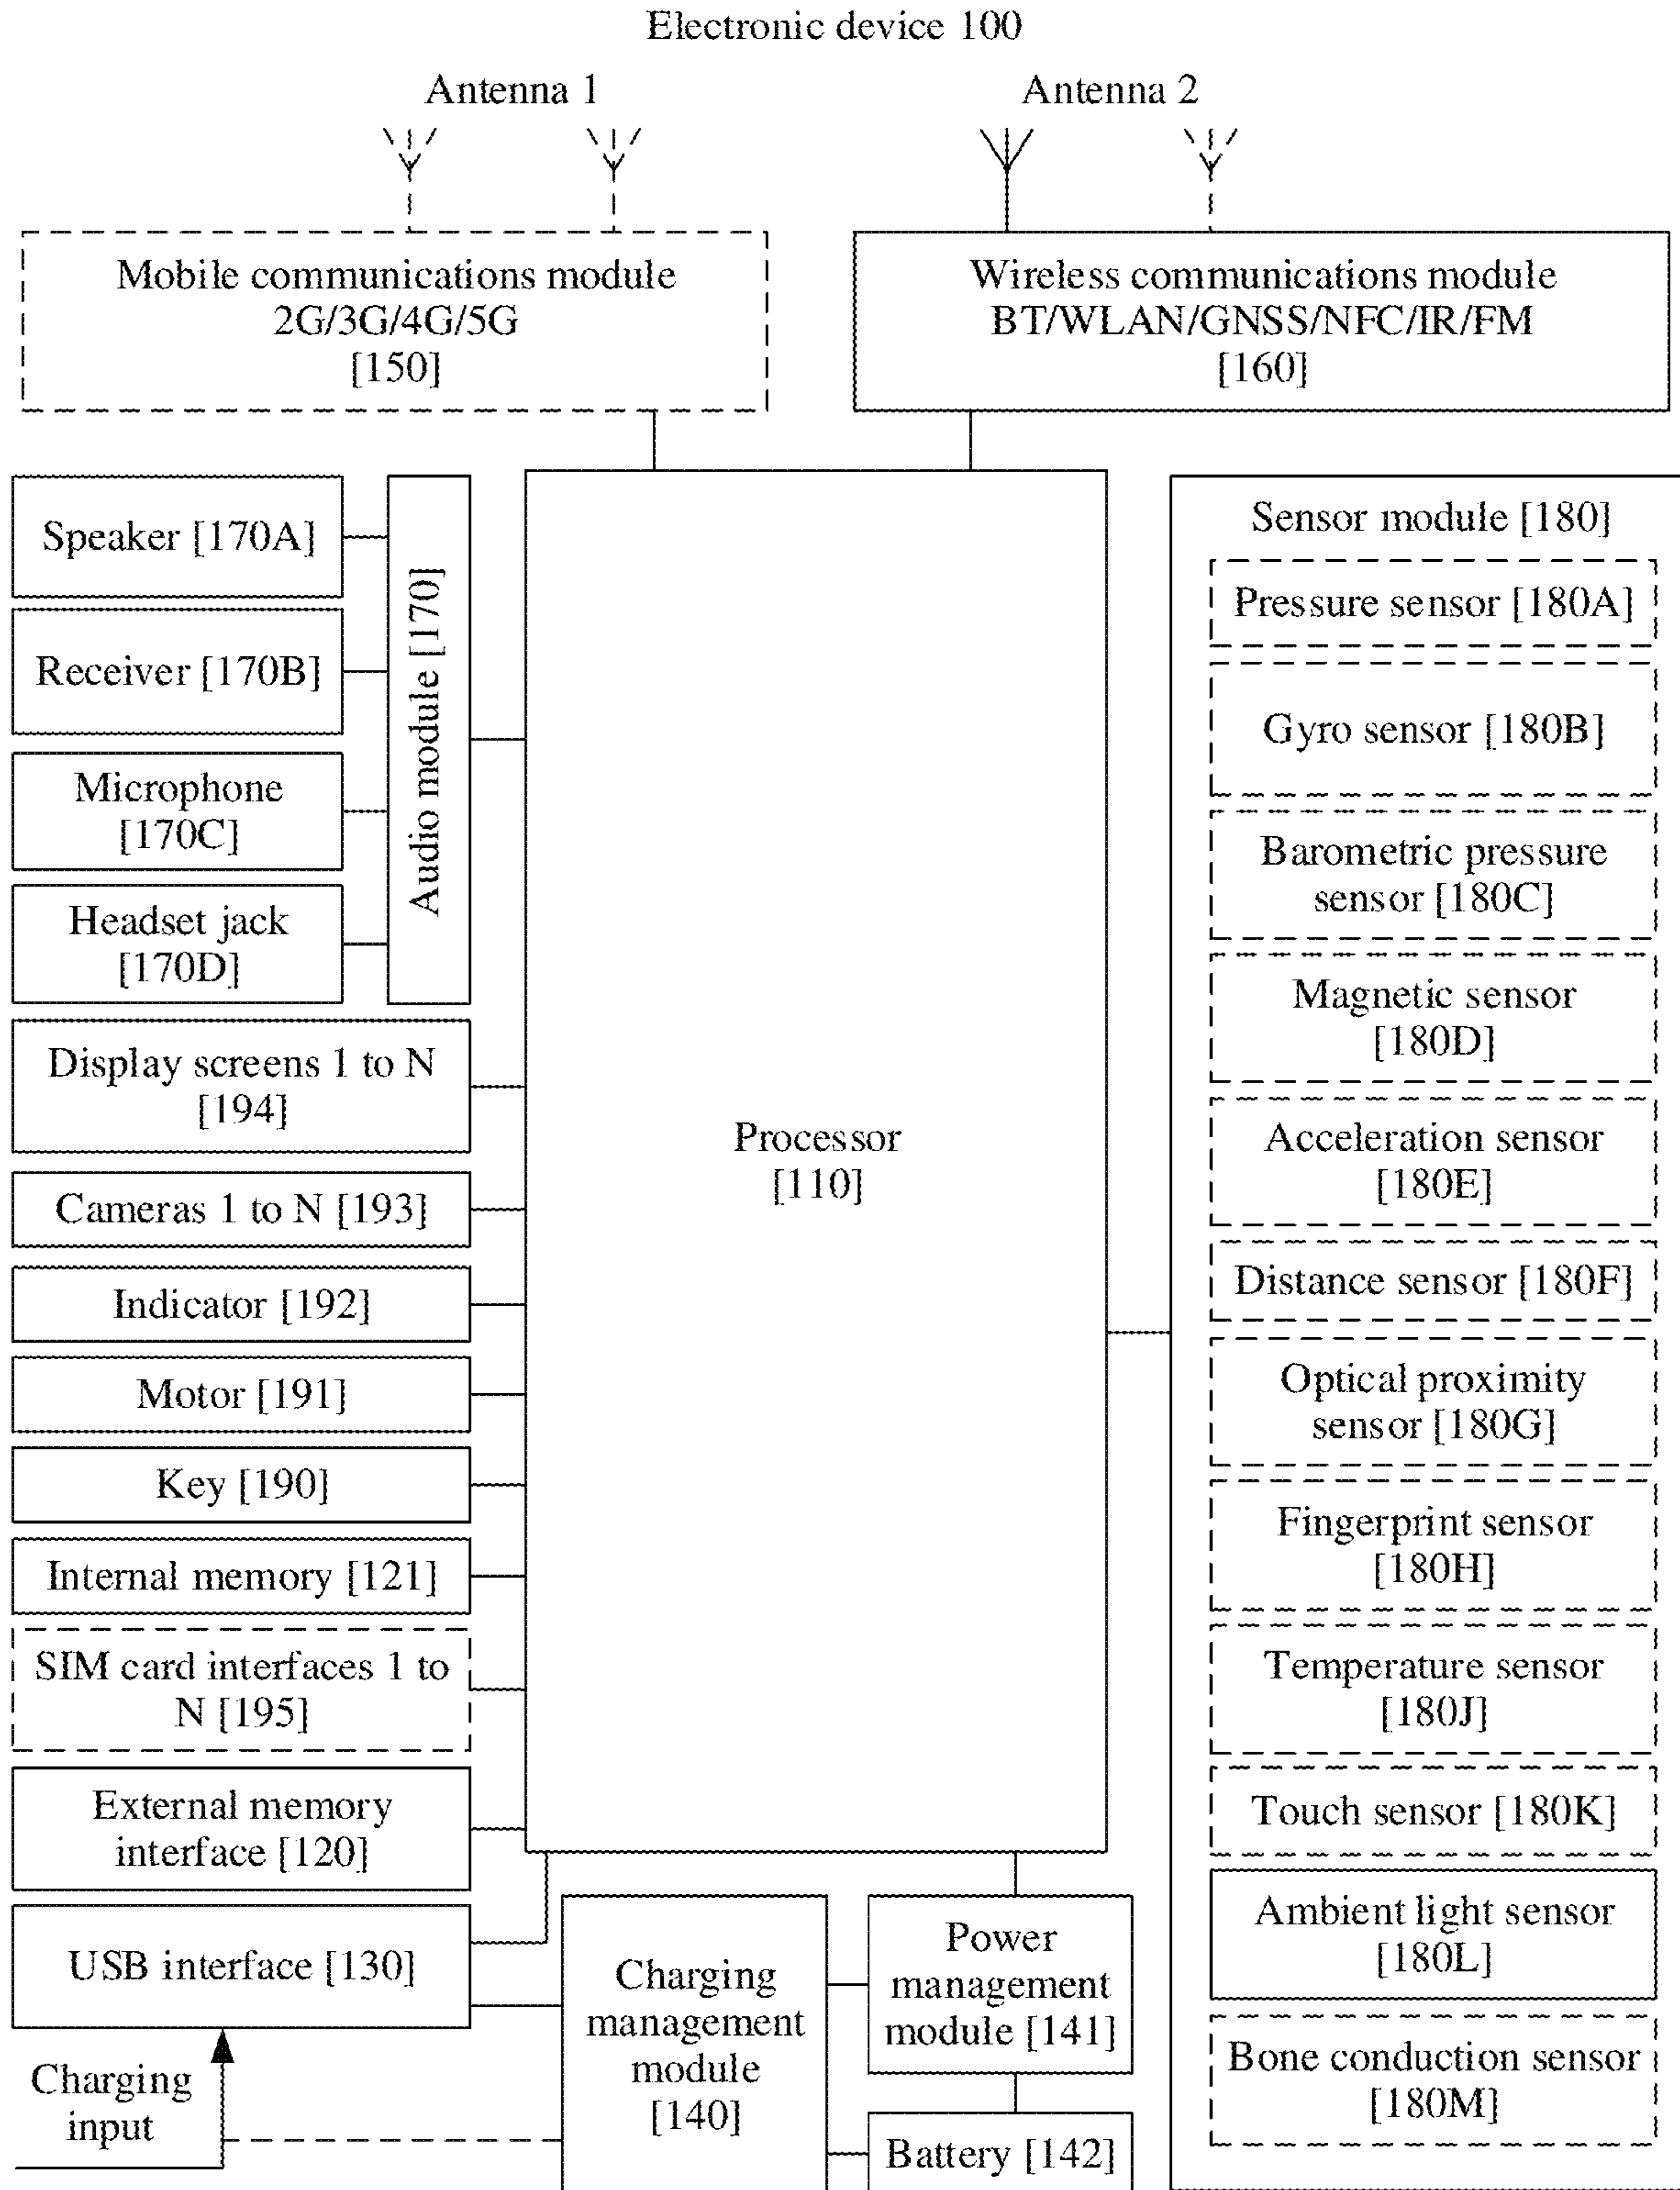 Electronic device 100
Antenna 1
Antenna 2
Mobile communications module
2G/3G/4G/5G
[150]
Wireless communications module
BT/WLAN/GNSS/NFC/IR/FM
[160]
Speaker [170A]
Receiver [170B]
Microphone
[170C]
Headset jack
[170D]
Audio module [170]
Display screens 1 to N
[194]
Cameras 1 to N [193]
Indicator [192]
Motor [191]
Key [190]
Internal memory [121]
SIM card interfaces 1 to
N [195]
External memory
interface [120]
USB interface [130]
Charging
input
Processor
[110]
Charging
management
module
[140]
Power
management
module [141]
Battery [142]
Sensor module [180]
Pressure sensor [180A]
Gyro sensor [180B]
Barometric pressure
sensor [180C]
Magnetic sensor
[180D]
Acceleration sensor
[180E]
Distance sensor [180F]
Optical proximity
sensor [180G]
Fingerprint sensor
[180H]
Temperature sensor
[180J]
Touch sensor [180K]
Ambient light sensor
[180L]
Bone conduction sensor
[180M]